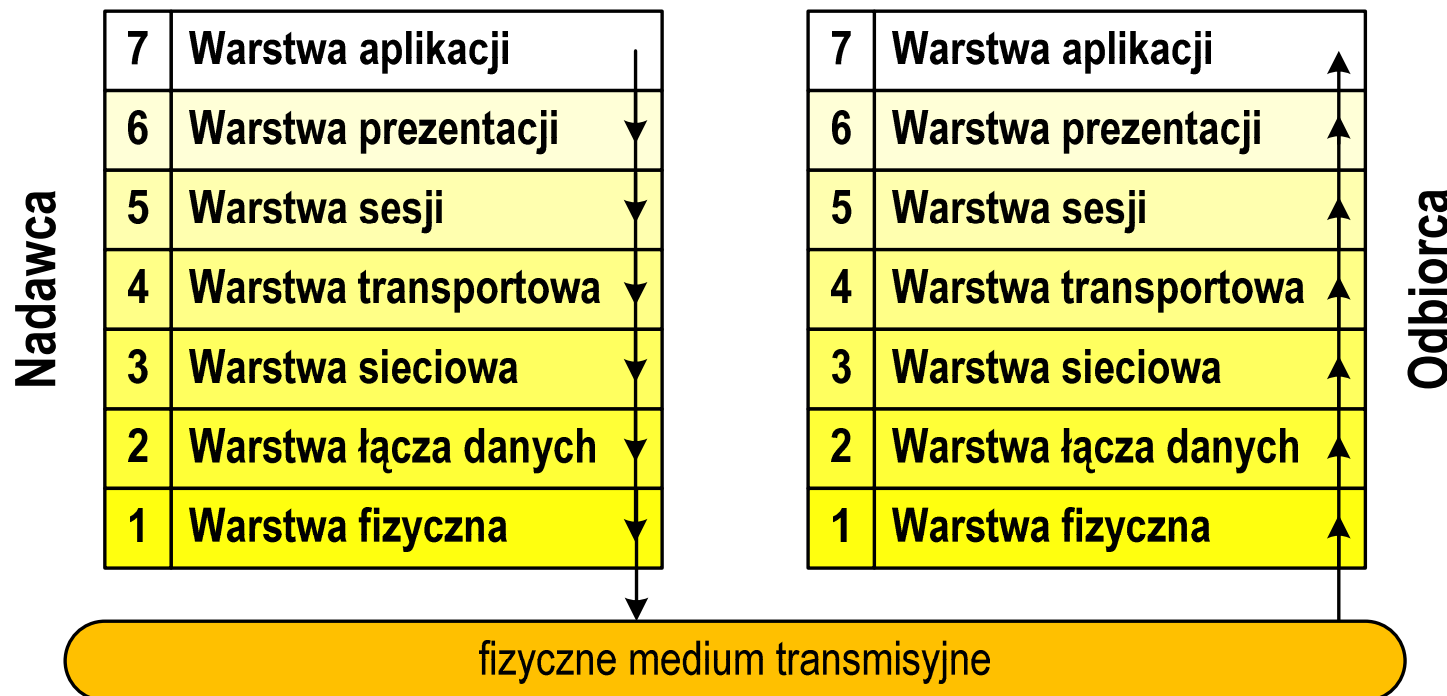 Nadawca
7 Warstwa aplikacji
6 Warstwa prezentacji
5 Warstwa sesji
4 Warstwa transportowa
3 Warstwa sieciowa
2 Warstwa łącza danych
1 Warstwa fizyczna
7 Warstwa aplikacji
6 Warstwa prezentacji
5 Warstwa sesji
4 Warstwa transportowa
3 Warstwa sieciowa
2 Warstwa łącza danych
1 Warstwa fizyczna
Odbiorca
fizyczne medium transmisyjne